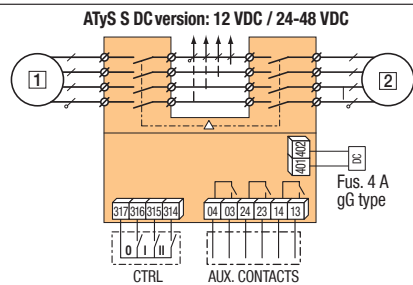 ATyS S DC version: 12 VDC / 24-48 VDC
1
2
401 402
DC
Fus. 4 A
gG type
317 316 315 314
04 03 24 23 14 13
0 I II
CTRL
AUX. CONTACTS